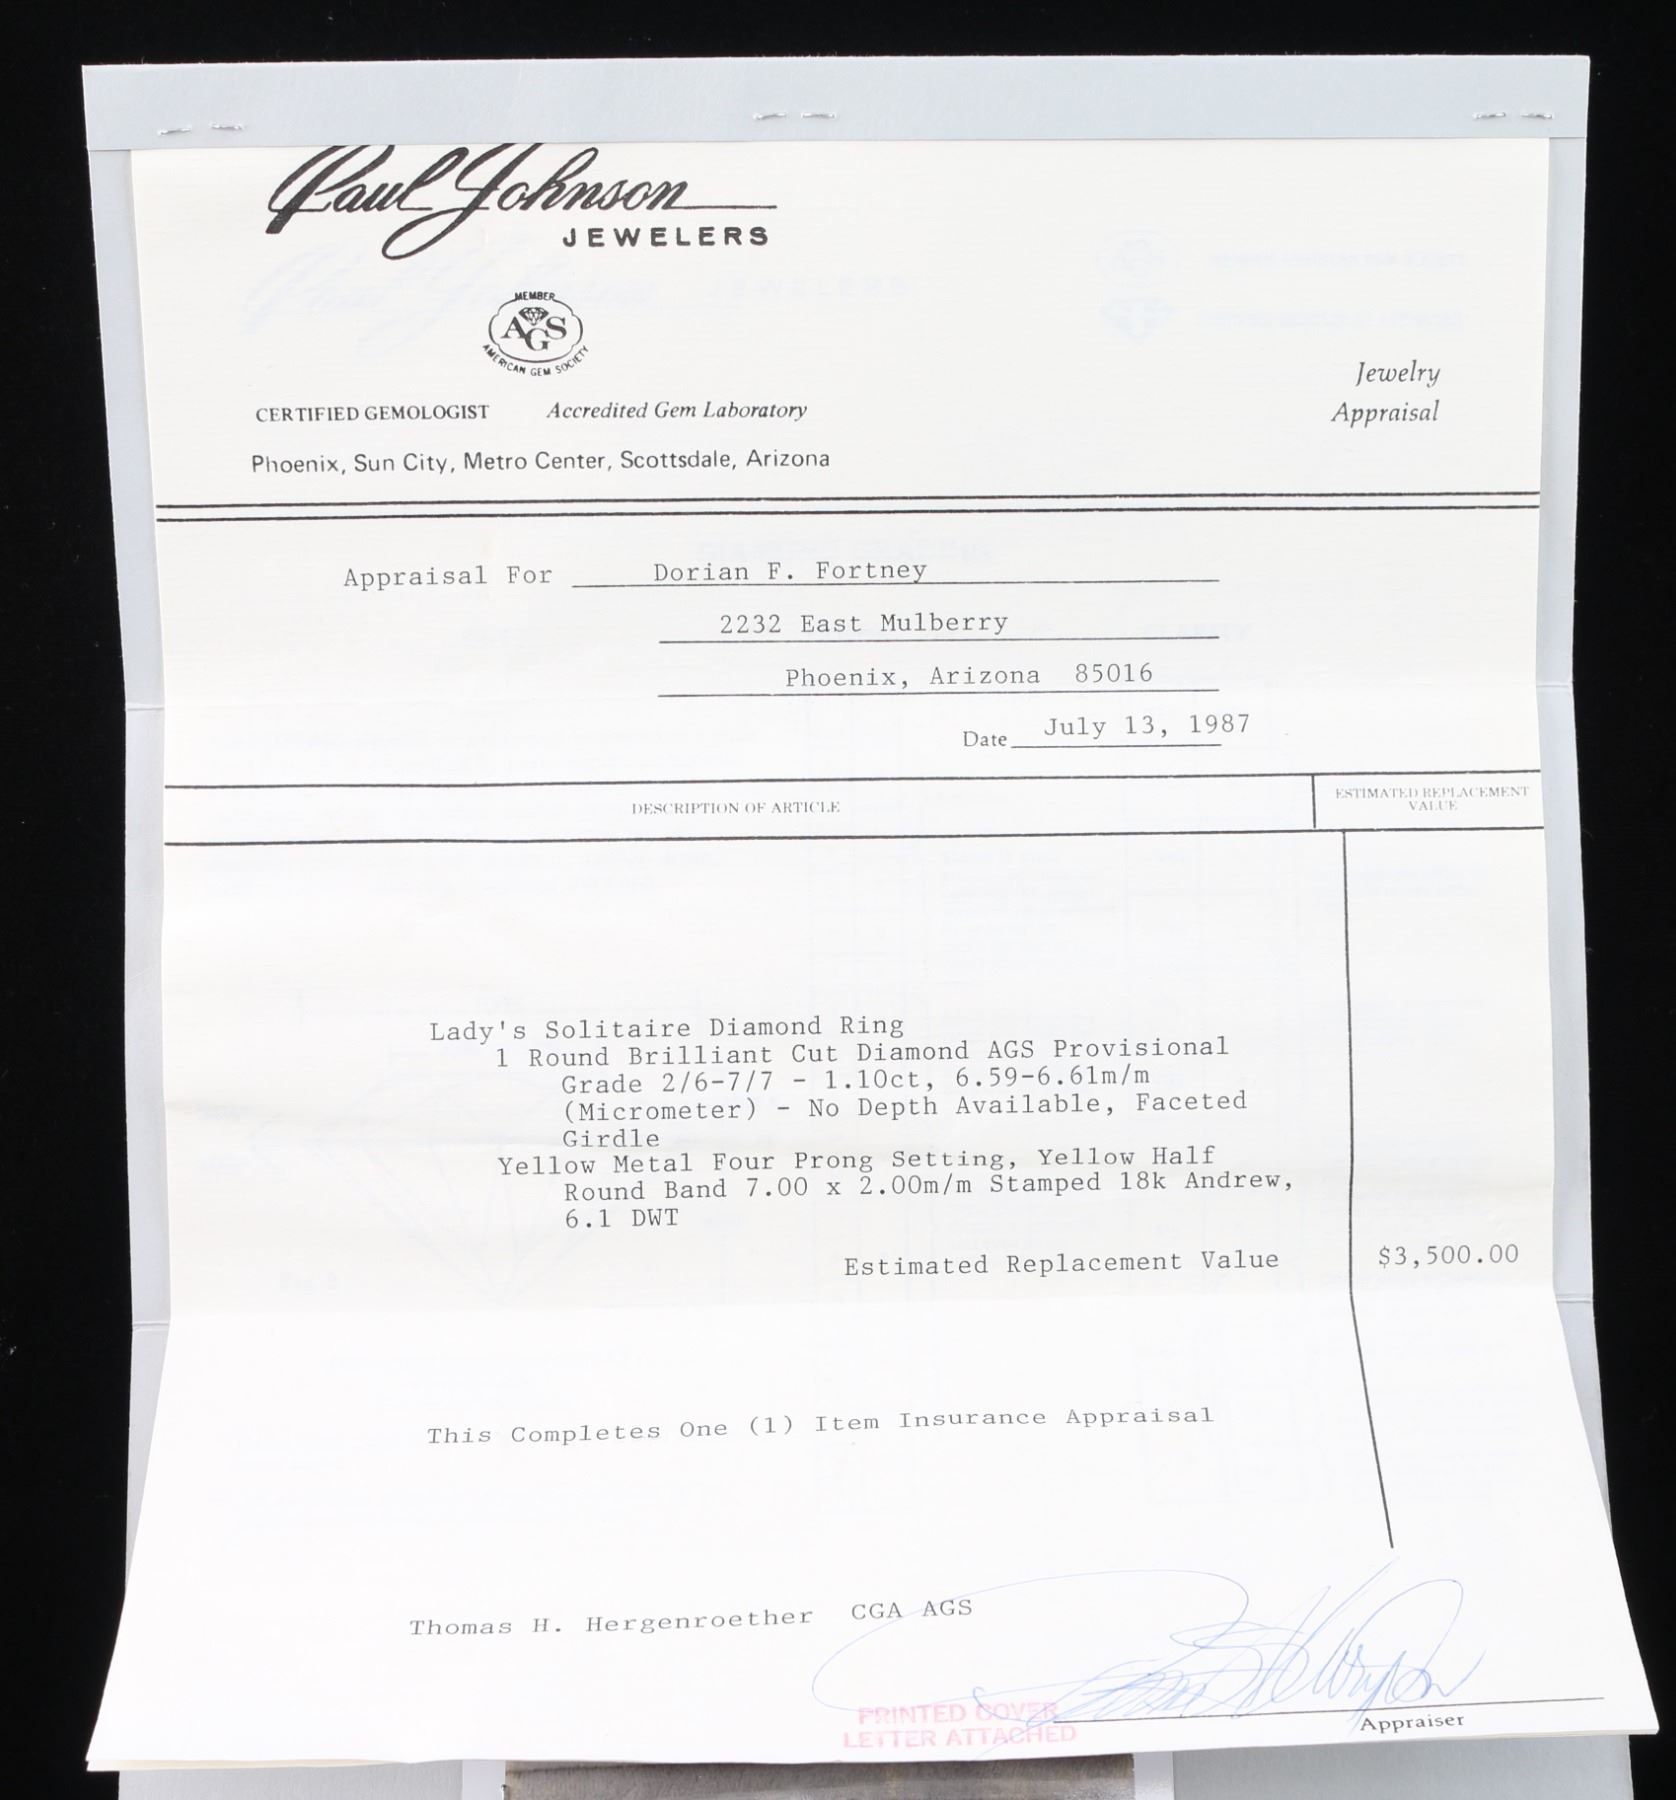 Paul Johnson
JEWELERS
MEMBER
AGS
AMERICAN GEM SOCIETY
CERTIFIED GEMOLOGIST Accredited Gem Laboratory
Jewelry
Appraisal
Phoenix, Sun City, Metro Center, Scottsdale, Arizona
Appraisal For Dorian F. Fortney
2232 East Mulberry
Phoenix, Arizona 85016
Date July 13, 1987
DESCRIPTION OF ARTICLE
ESTIMATED REPLACEMENT
VALUE
Lady's Solitaire Diamond Ring
1 Round Brilliant Cut Diamond AGS Provisional
Grade 2/6-7/7 - 1.10ct, 6.59-6.61m/m
(Micrometer) - No Depth Available, Faceted
Girdle
Yellow Metal Four Prong Setting, Yellow Half
Round Band 7.00 x 2.00m/m Stamped 18k Andrew,
6.1 DWT
Estimated Replacement Value $3,500.00
This Completes One (1) Item Insurance Appraisal
Thomas H. Hergenroether CGA AGS
PRINTED COVER
LETTER ATTACHED
Appraiser